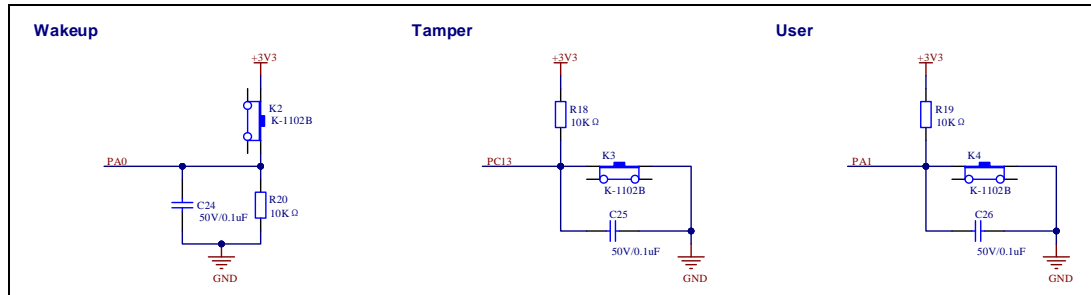 Wakeup
+3V3
K2
K-1102B
PA0
C24
50V/0.1uF
R20
10KΩ
GND
Tamper
+3V3
R18
10KΩ
PC13
K3
K-1102B
C25
50V/0.1uF
GND
User
+3V3
R19
10KΩ
PA1
K4
K-1102B
C26
50V/0.1uF
GND